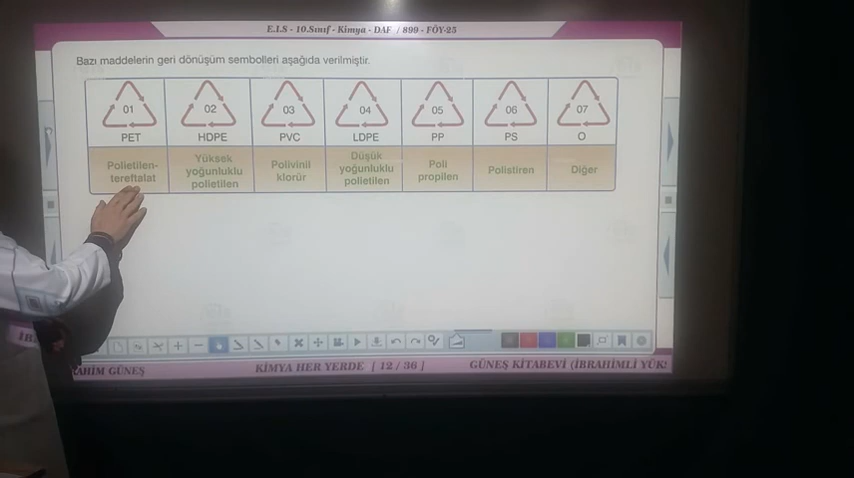 E.I.S - 10.Sınıf - Kimya - DAF / 899 - FÖY-25
Bazı maddelerin geri dönüşüm sembolleri aşağıda verilmiştir.
01 02 03 04 05 06 07
PET HDPE PVC LDPE PP PS O
Polietilen-
tereftalat
Yüksek
yoğunluklu
polietilen
Polivinil
klorür
Düşük
yoğunluklu
polietilen
Poli
propilen
Polistiren
Diğer
AHİM GÜNEŞ KİMYA HER YERDE [ 12 / 36 ] GÜNEŞ KİTABEVİ (İBRAHİMLİ YÜK